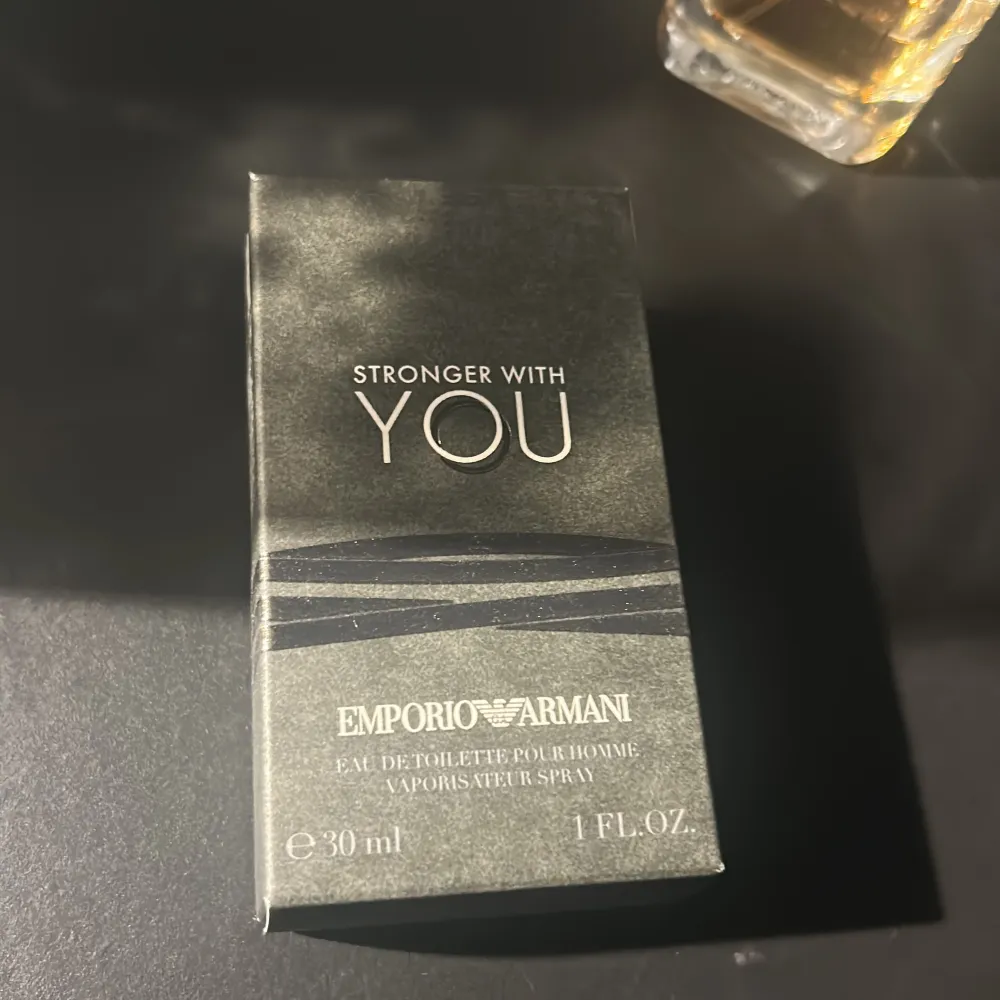 STRONGER WITH
YOU
EMPORIO ARMANI
EAU DE TOILETTE POUR HOMME
VAPORISATEUR SPRAY
℮ 30 ml 1 FL.OZ.